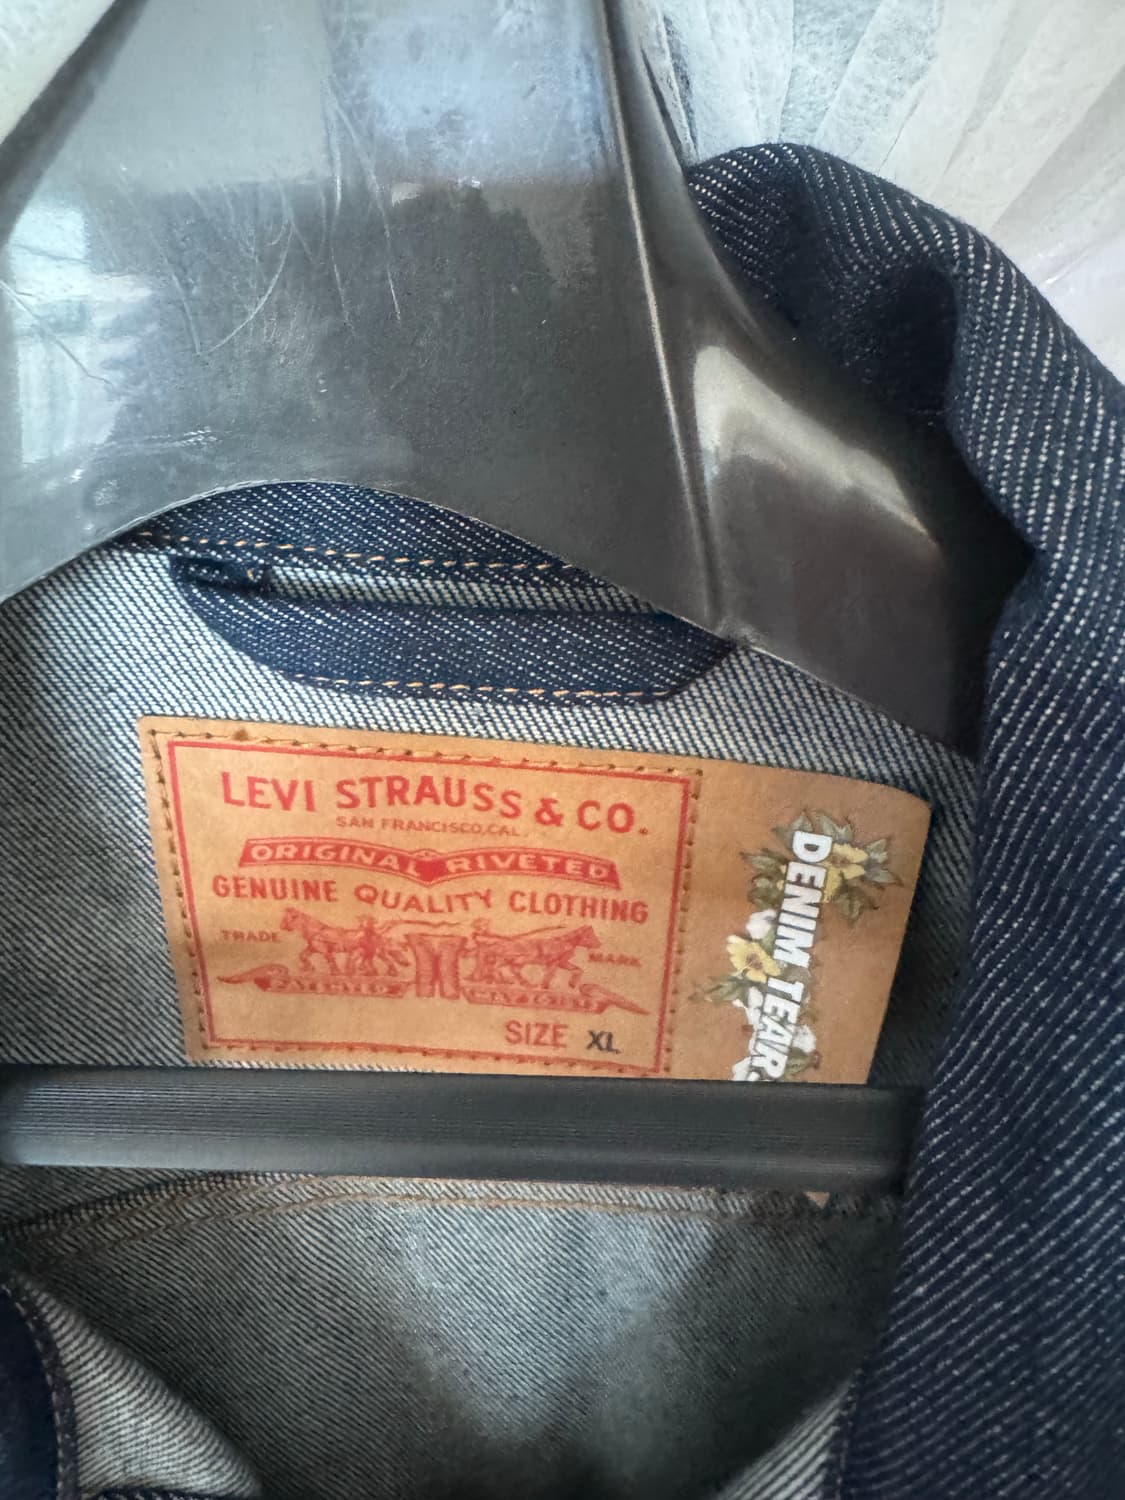 LEVI STRAUSS & CO.
SAN FRANCISCO, CAL.
ORIGINAL RIVETED
GENUINE QUALITY CLOTHING
TRADE MARK
PATENTED MAY 20 1873
SIZE XL
DENIM TEAR